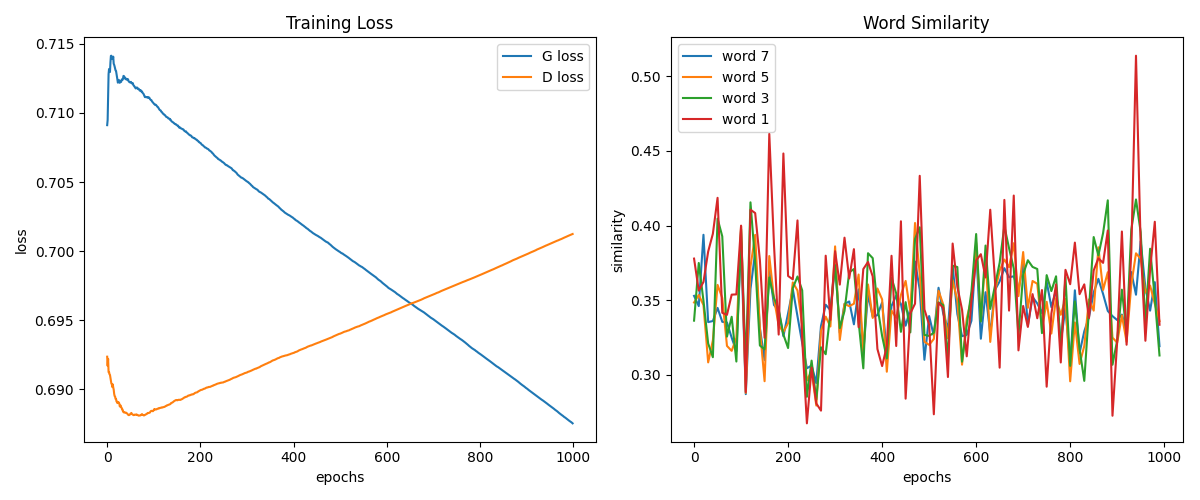 Training Loss
0.715
0.710
0.705
0.700
0.695
0.690
loss
G loss
D loss
0 200 400 600 800 1000
epochs
Word Similarity
0.50
0.45
0.40
0.35
0.30
similarity
word 7
word 5
word 3
word 1
0 200 400 600 800 1000
epochs